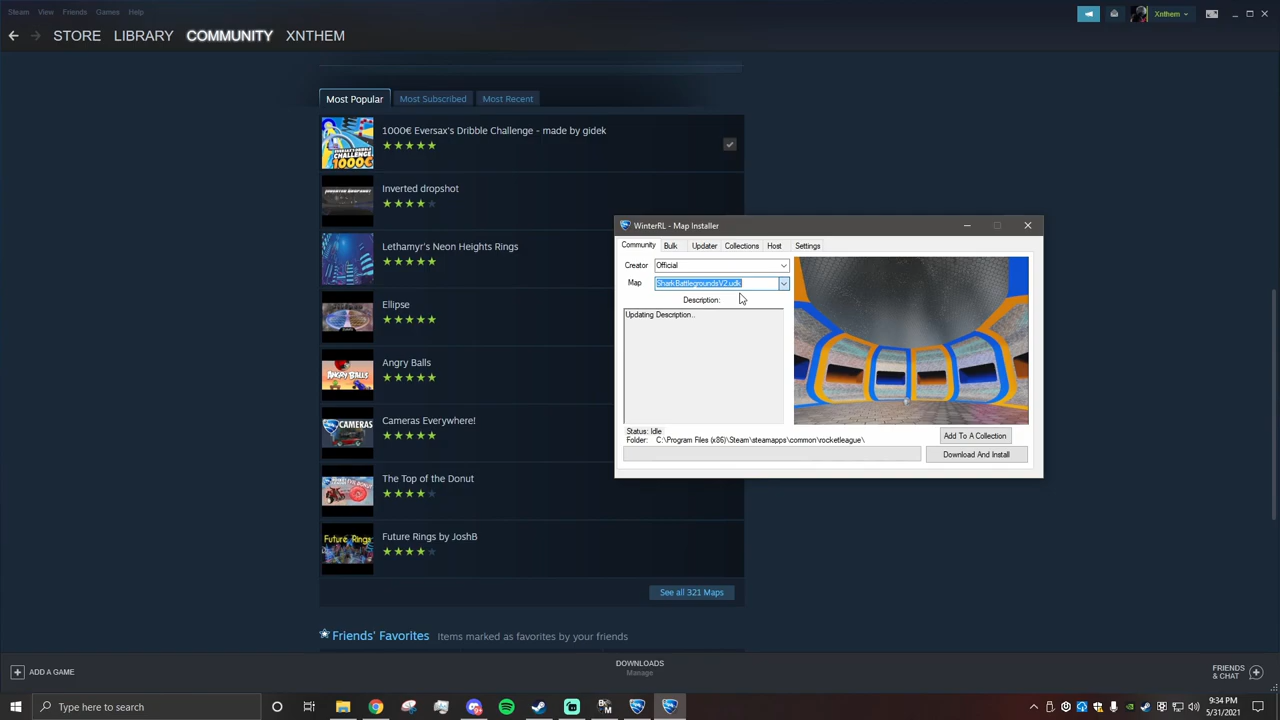 Steam View Friends Games Help
Xnthem
STORE LIBRARY COMMUNITY XNTHEM
Most Popular Most Subscribed Most Recent
1000€ Eversax's Dribble Challenge - made by gidek
Inverted dropshot
Lethamyr's Neon Heights Rings
Ellipse
Angry Balls
Cameras Everywhere!
The Top of the Donut
Future Rings by JoshB
See all 321 Maps
Friends' Favorites Items marked as favorites by your friends
WinterRL - Map Installer
Community Bulk Updater Collections Host Settings
Creator Official
Map SharkBattlegroundsV2.udk
Description:
Updating Description..
Status: Idle
Folder: C:\Program Files (x86)\Steam\steamapps\common\rocketleague\
Add To A Collection
Download And Install
ADD A GAME
DOWNLOADS
Manage
FRIENDS
& CHAT
Type here to search
9:34 PM
5/31/2021